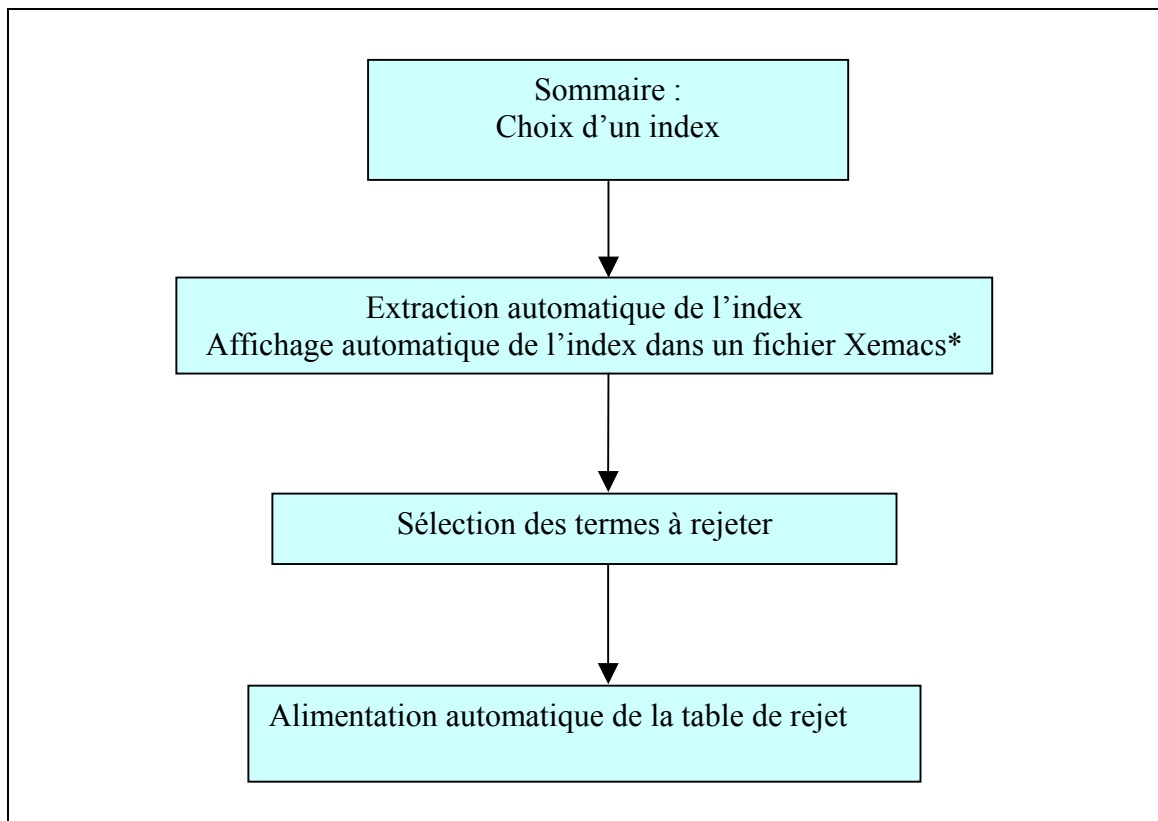 Sommaire :
Choix d’un index
Extraction automatique de l’index
Affichage automatique de l’index dans un fichier Xemacs*
Sélection des termes à rejeter
Alimentation automatique de la table de rejet